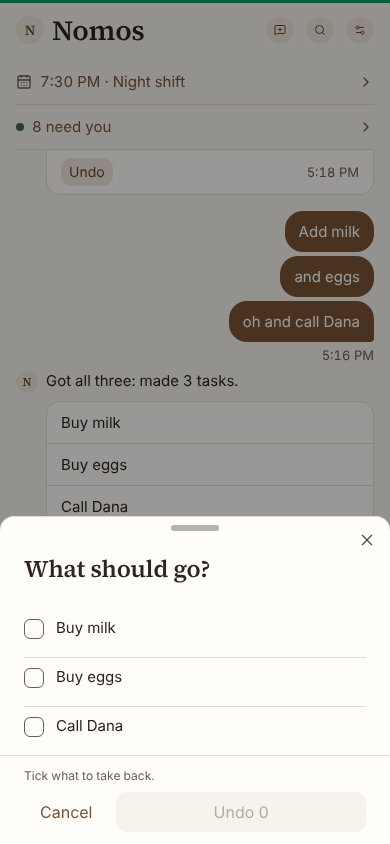 N Nomos
7:30 PM · Night shift
8 need you
Undo 5:18 PM
Add milk
and eggs
oh and call Dana
5:16 PM
N Got all three: made 3 tasks.
Buy milk
Buy eggs
Call Dana
What should go?
Buy milk
Buy eggs
Call Dana
Tick what to take back.
Cancel Undo 0